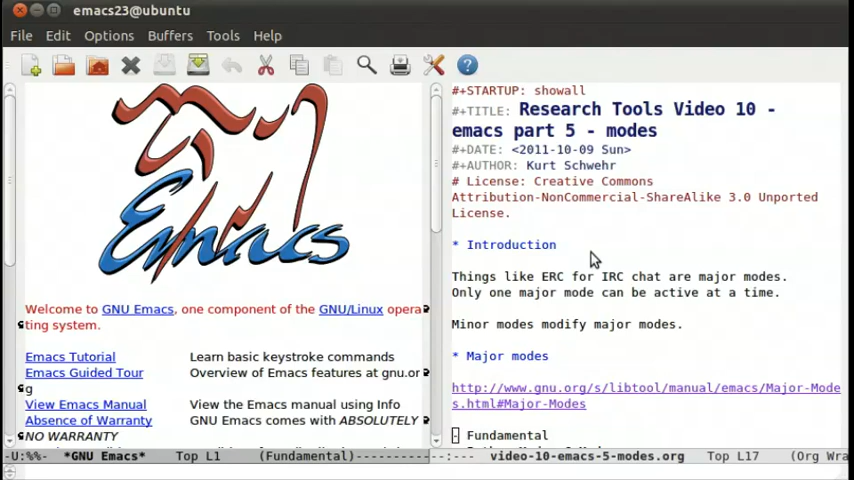 emacs23@ubuntu
File Edit Options Buffers Tools Help
Emacs
Welcome to GNU Emacs, one component of the GNU/Linux opera
ting system.
Emacs Tutorial Learn basic keystroke commands
Emacs Guided Tour Overview of Emacs features at gnu.or
g
View Emacs Manual View the Emacs manual using Info
Absence of Warranty GNU Emacs comes with ABSOLUTELY
NO WARRANTY
-U:%%- *GNU Emacs* Top L1 (Fundamental)-----------
#+STARTUP: showall
#+TITLE: Research Tools Video 10 -
emacs part 5 - modes
#+DATE: <2011-10-09 Sun>
#+AUTHOR: Kurt Schwehr
# License: Creative Commons
Attribution-NonCommercial-ShareAlike 3.0 Unported
License.
* Introduction
Things like ERC for IRC chat are major modes.
Only one major mode can be active at a time.
Minor modes modify major modes.
* Major modes
http://www.gnu.org/s/libtool/manual/emacs/Major-Mode
s.html#Major-Modes
- Fundamental
-:--- video-10-emacs-5-modes.org Top L17 (Org Wra